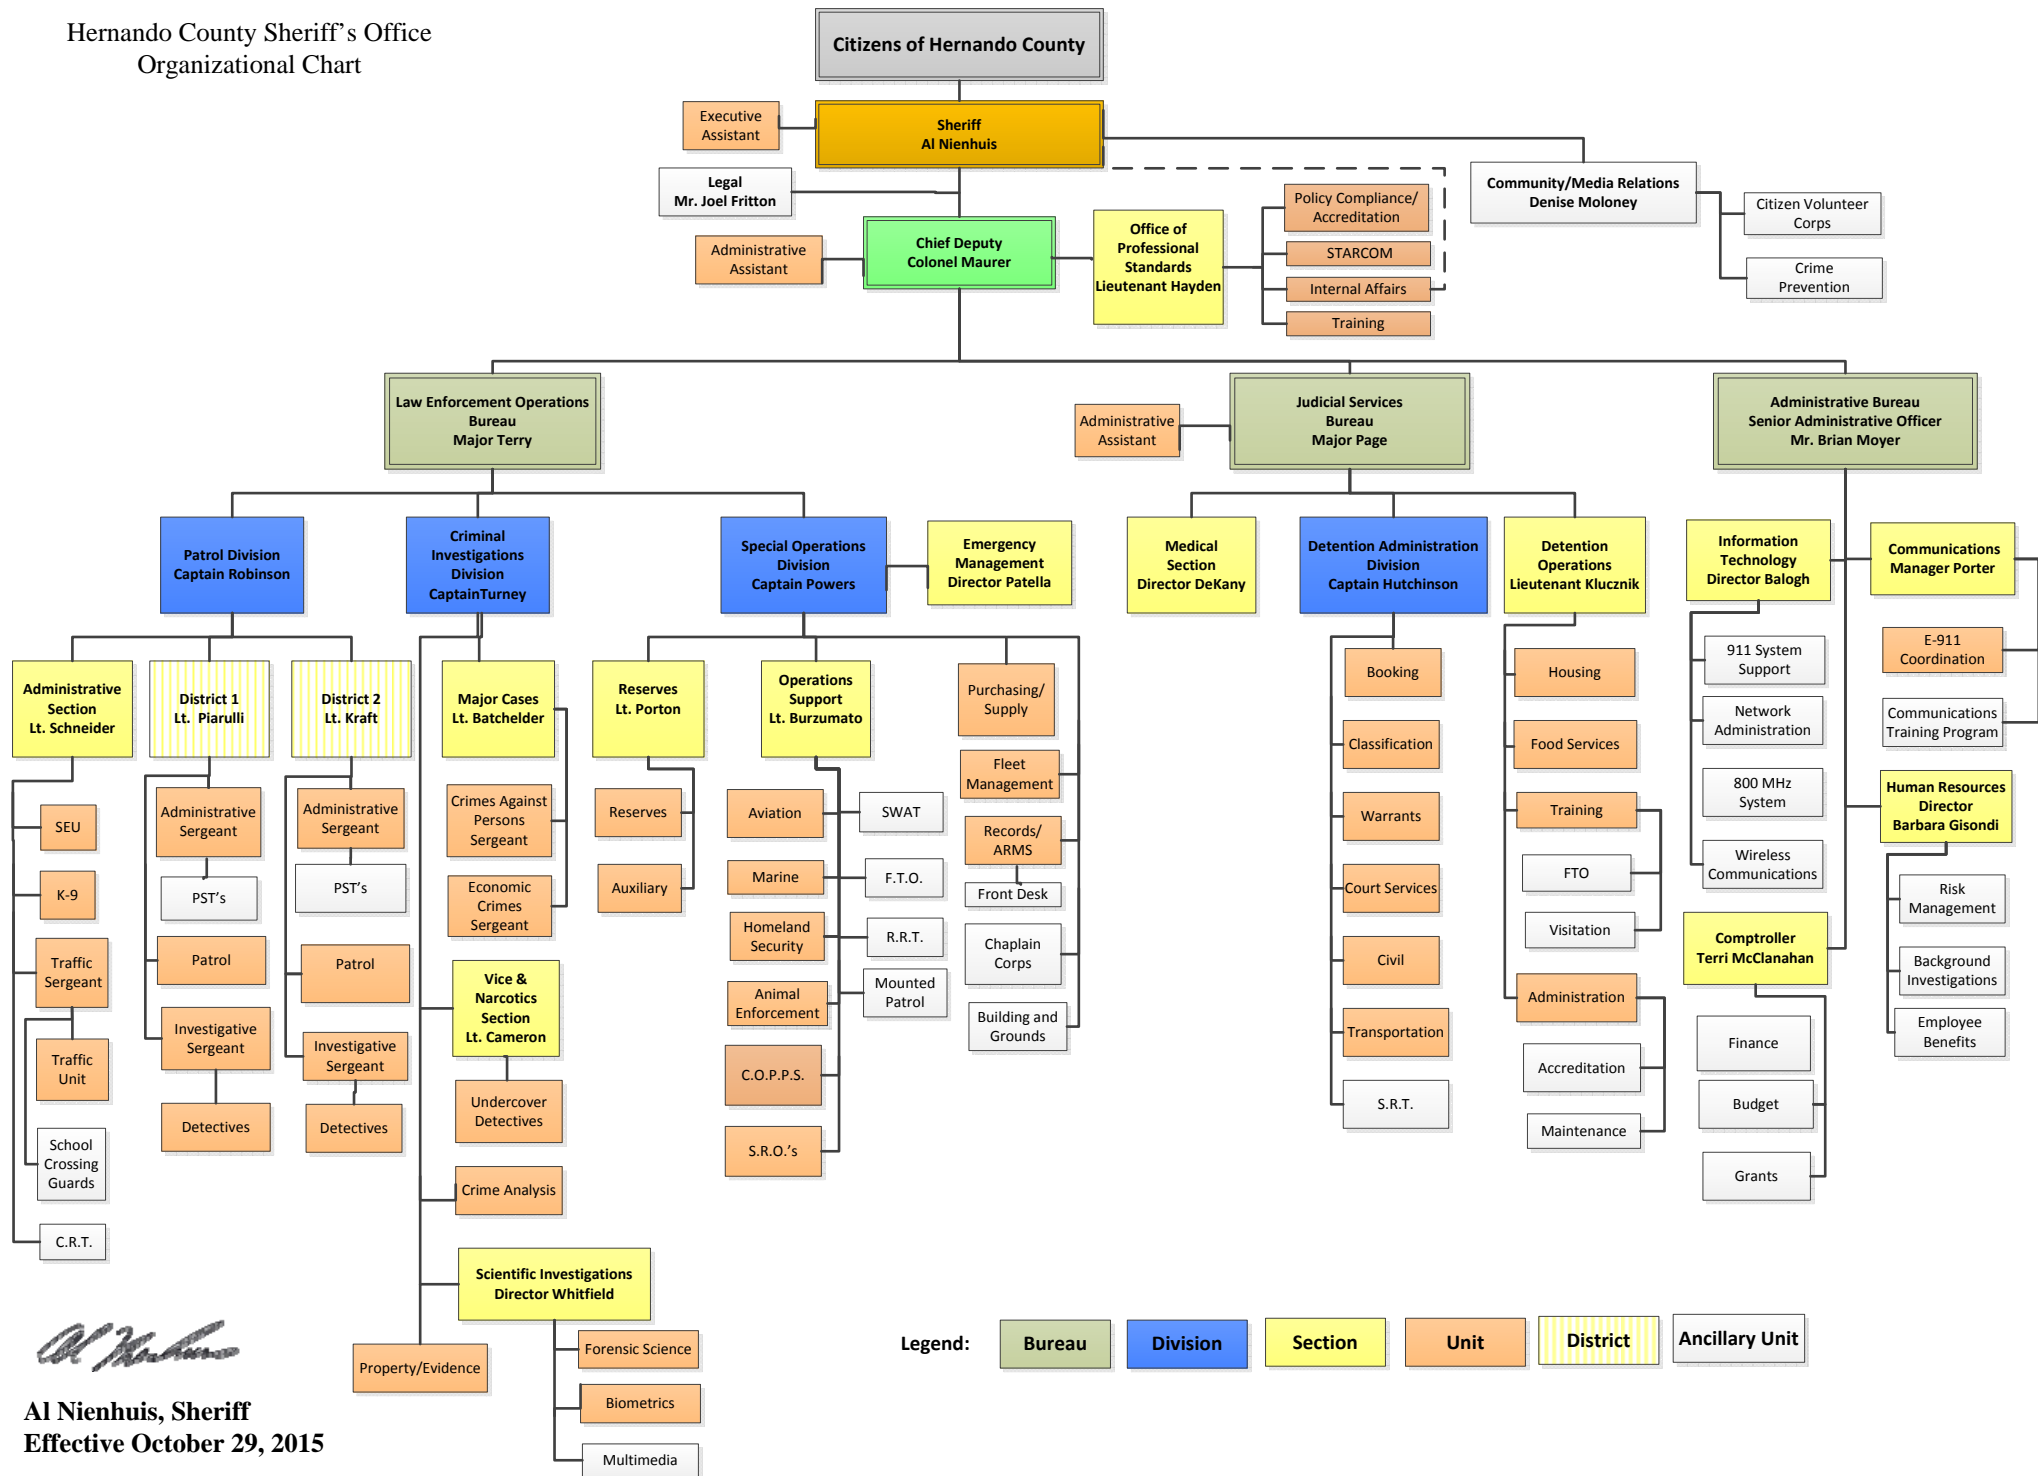 Hernando County Sheriff’s Office
Organizational Chart
Citizens of Hernando County
Executive
Assistant
Sheriff
Al Nienhuis
Legal
Mr. Joel Fritton
Community/Media Relations
Denise Moloney
Citizen Volunteer
Corps
Crime
Prevention
Administrative
Assistant
Chief Deputy
Colonel Maurer
Office of
Professional
Standards
Lieutenant Hayden
Policy Compliance/
Accreditation
STARCOM
Internal Affairs
Training
Law Enforcement Operations
Bureau
Major Terry
Administrative
Assistant
Judicial Services
Bureau
Major Page
Administrative Bureau
Senior Administrative Officer
Mr. Brian Moyer
Patrol Division
Captain Robinson
Criminal
Investigations
Division
CaptainTurney
Special Operations
Division
Captain Powers
Emergency
Management
Director Patella
Medical
Section
Director DeKany
Detention Administration
Division
Captain Hutchinson
Detention
Operations
Lieutenant Klucznik
Information
Technology
Director Balogh
Communications
Manager Porter
Administrative
Section
Lt. Schneider
District 1
Lt.  Piarulli
District 2
Lt. Kraft
Major Cases
Lt. Batchelder
Reserves
Lt. Porton
Operations
Support
Lt. Burzumato
Purchasing/
Supply
Fleet
Management
Records/
ARMS
Front Desk
Chaplain
Corps
Building and
Grounds
SEU
K-9
Traffic
Sergeant
Traffic
Unit
School
Crossing
Guards
C.R.T.
Administrative
Sergeant
PST’s
Patrol
Investigative
Sergeant
Detectives
Administrative
Sergeant
PST’s
Patrol
Investigative
Sergeant
Detectives
Crimes Against
Persons
Sergeant
Economic
Crimes
Sergeant
Vice &
Narcotics
Section
Lt. Cameron
Undercover
Detectives
Crime Analysis
Scientific Investigations
Director Whitfield
Property/Evidence
Forensic Science
Biometrics
Multimedia
Reserves
Auxiliary
Aviation
Marine
Homeland
Security
Animal
Enforcement
C.O.P.P.S.
S.R.O.’s
SWAT
F.T.O.
R.R.T.
Mounted
Patrol
Booking
Classification
Warrants
Court Services
Civil
Transportation
S.R.T.
Housing
Food Services
Training
FTO
Visitation
Administration
Accreditation
Maintenance
911 System
Support
Network
Administration
800 MHz
System
Wireless
Communications
E-911
Coordination
Communications
Training Program
Human Resources
Director
Barbara Gisondi
Risk
Management
Background
Investigations
Employee
Benefits
Comptroller
Terri McClanahan
Finance
Budget
Grants
Legend:
Bureau
Division
Section
Unit
District
Ancillary Unit
Al Nienhuis, Sheriff
Effective October 29, 2015